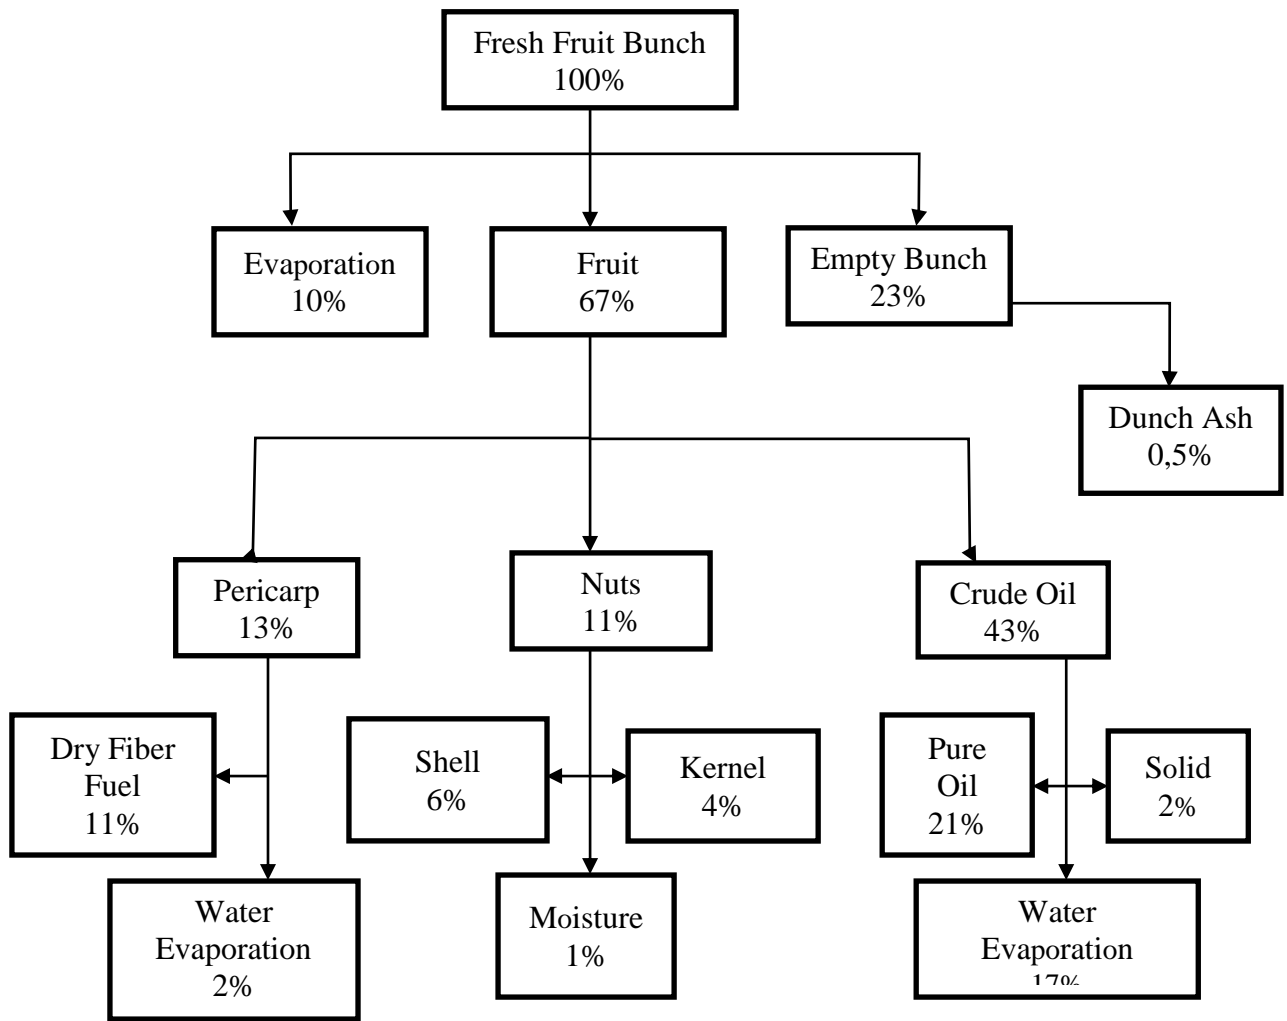 Fresh Fruit Bunch
100%
Evaporation
10%
Fruit
67%
Empty Bunch
23%
Dunch Ash
0,5%
Pericarp
13%
Nuts
11%
Crude Oil
43%
Dry Fiber
Fuel
11%
Shell
6%
Kernel
4%
Pure
Oil
21%
Solid
2%
Water
Evaporation
2%
Moisture
1%
Water
Evaporation
17%